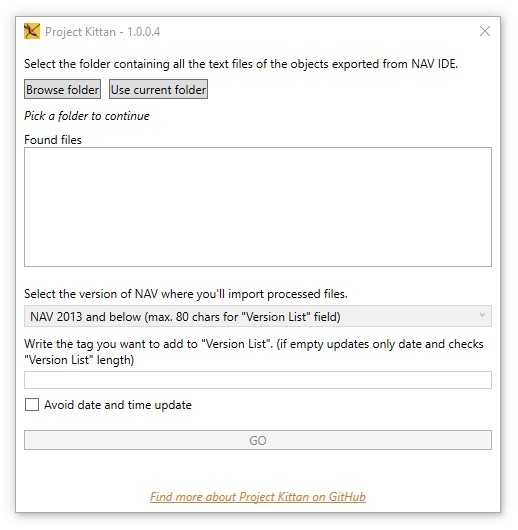 Project Kittan - 1.0.0.4
Select the folder containing all the text files of the objects exported from NAV IDE.
Browse folder
Use current folder
Pick a folder to continue
Found files
Select the version of NAV where you'll import processed files.
NAV 2013 and below (max. 80 chars for "Version List" field)
Write the tag you want to add to "Version List". (if empty updates only date and checks
"Version List" length)
Avoid date and time update
GO
Find more about Project Kittan on GitHub